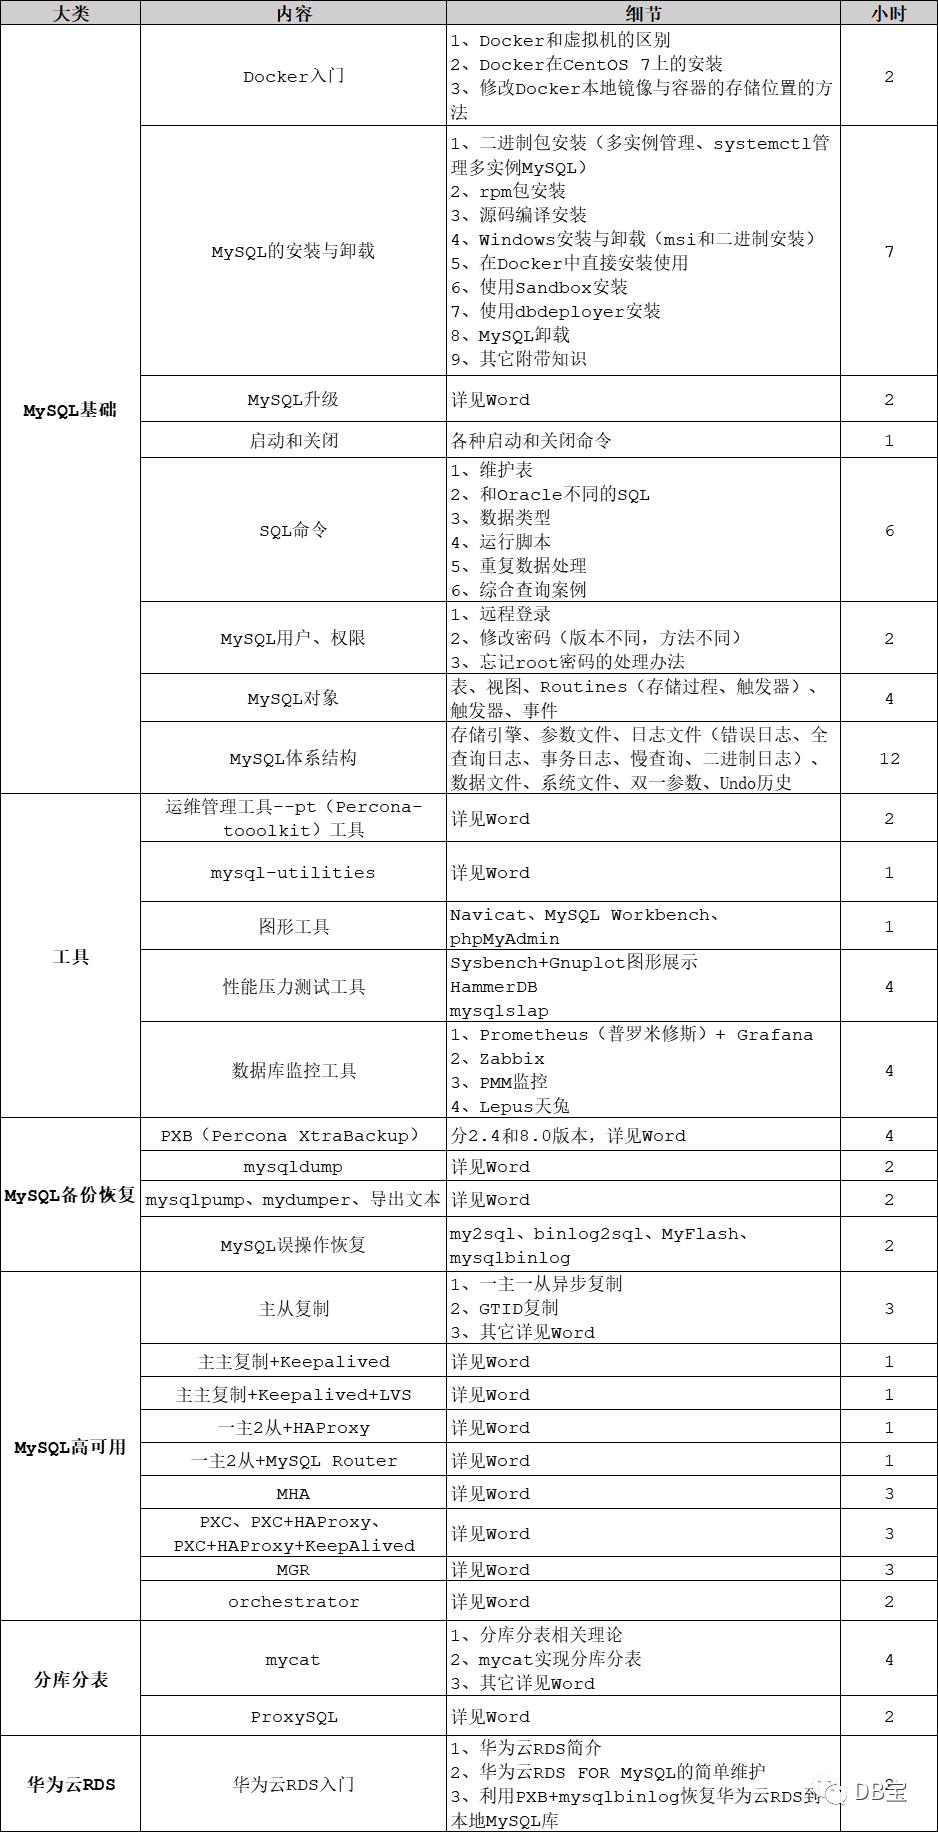 大类 内容 细节 小时
MySQL基础
Docker入门
1、Docker和虚拟机的区别
2、Docker在CentOS 7上的安装
3、修改Docker本地镜像与容器的存储位置的方
法
2
MySQL的安装与卸载
1、二进制包安装（多实例管理、systemctl管
理多实例MySQL）
2、rpm包安装
3、源码编译安装
4、Windows安装与卸载（msi和二进制安装）
5、在Docker中直接安装使用
6、使用Sandbox安装
7、使用dbdeployer安装
8、MySQL卸载
9、其它附带知识
7
MySQL升级 详见Word 2
启动和关闭 各种启动和关闭命令 1
SQL命令
1、维护表
2、和Oracle不同的SQL
3、数据类型
4、运行脚本
5、重复数据处理
6、综合查询案例
6
MySQL用户、权限
1、远程登录
2、修改密码（版本不同，方法不同）
3、忘记root密码的处理办法
2
MySQL对象
表、视图、Routines（存储过程、触发器）、
触发器、事件
4
MySQL体系结构
存储引擎、参数文件、日志文件（错误日志、全
查询日志、事务日志、慢查询、二进制日志）、
数据文件、系统文件、双一参数、Undo历史
12
工具
运维管理工具--pt（Percona-
tooolkit）工具
详见Word
2
mysql-utilities 详见Word 1
图形工具
Navicat、MySQL Workbench、
phpMyAdmin
1
性能压力测试工具
Sysbench+Gnuplot图形展示
HammerDB
mysqlslap
4
数据库监控工具
1、Prometheus（普罗米修斯）+ Grafana
2、Zabbix
3、PMM监控
4、Lepus天兔
4
MySQL备份恢复
PXB（Percona XtraBackup） 分2.4和8.0版本，详见Word 4
mysqldump 详见Word 2
mysqlpump、mydumper、导出文本 详见Word 2
MySQL误操作恢复
my2sql、binlog2sql、MyFlash、
mysqlbinlog
2
MySQL高可用
主从复制
1、一主一从异步复制
2、GTID复制
3、其它详见Word
3
主主复制+Keepalived 详见Word 1
主主复制+Keepalived+LVS 详见Word 1
一主2从+HAProxy 详见Word 1
一主2从+MySQL Router 详见Word 1
MHA 详见Word 3
PXC、PXC+HAProxy、
PXC+HAProxy+KeepAlived
详见Word
3
MGR 详见Word 3
orchestrator 详见Word 2
分库分表
mycat
1、分库分表相关理论
2、mycat实现分库分表
3、其它详见Word
4
ProxySQL 详见Word 2
华为云RDS
华为云RDS入门
1、华为云RDS简介
2、华为云RDS FOR MySQL的简单维护
3、利用PXB+mysqlbinlog恢复华为云RDS到
本地MySQL库
2
DB宝